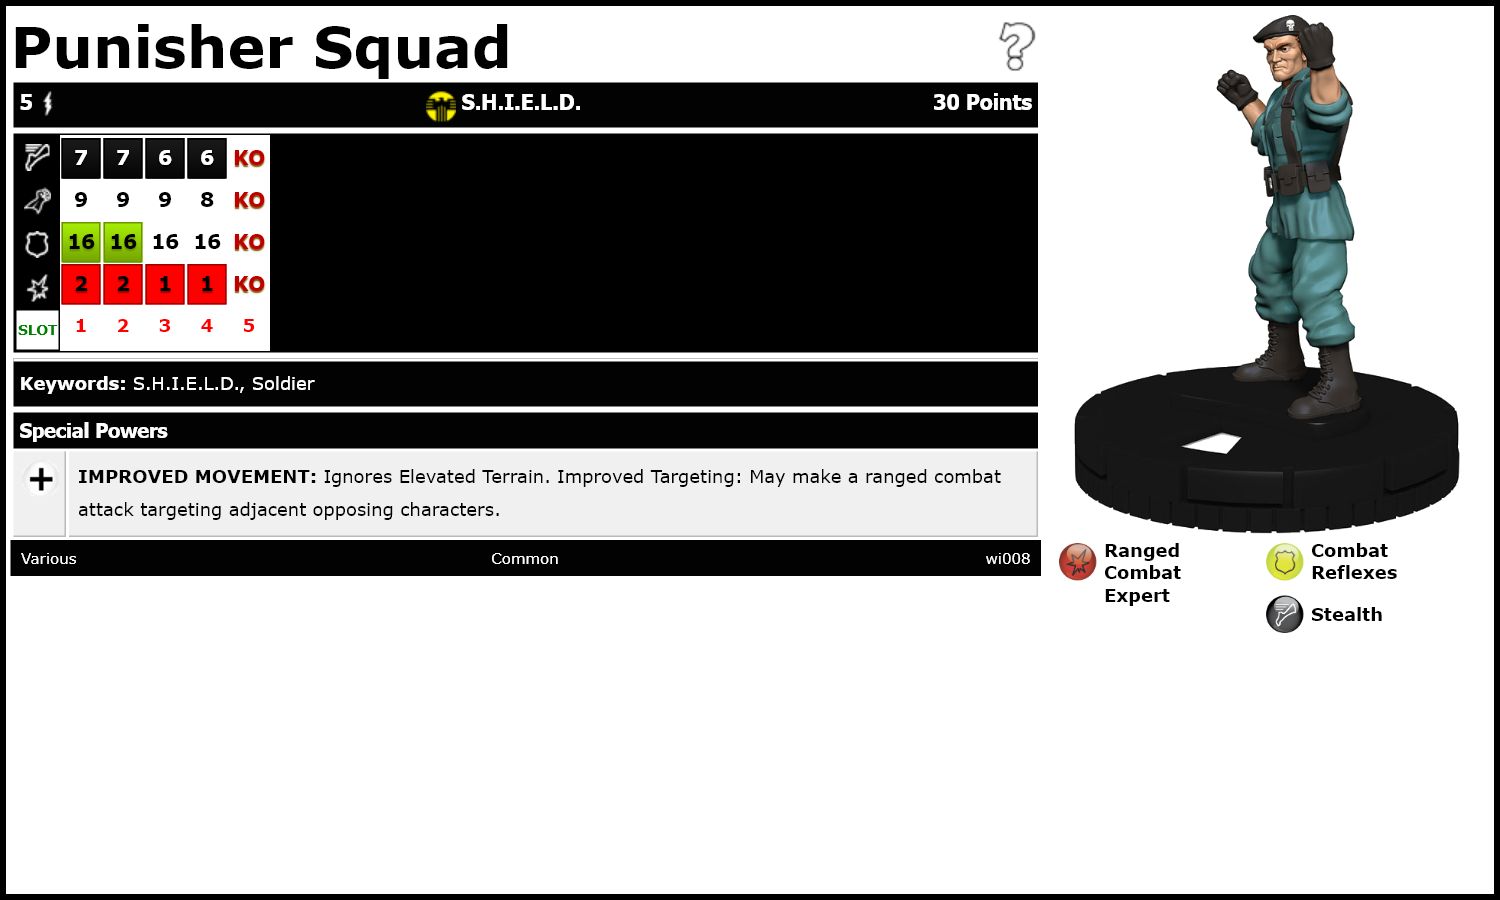 Punisher Squad
5 S.H.I.E.L.D. 30 Points
7 7 6 6 KO
9 9 9 8 KO
16 16 16 16 KO
2 2 1 1 KO
SLOT 1 2 3 4 5
Keywords: S.H.I.E.L.D., Soldier
Special Powers
IMPROVED MOVEMENT: Ignores Elevated Terrain. Improved Targeting: May make a ranged combat
attack targeting adjacent opposing characters.
Various Common wi008
Ranged
Combat
Expert
Combat
Reflexes
Stealth